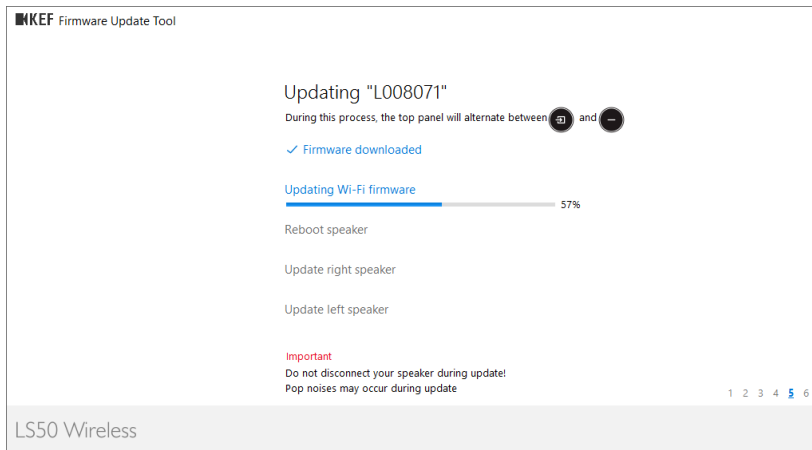 KEF Firmware Update Tool
Updating "L008071"
During this process, the top panel will alternate between and
Firmware downloaded
Updating Wi-Fi firmware
57%
Reboot speaker
Update right speaker
Update left speaker
Important
Do not disconnect your speaker during update!
Pop noises may occur during update
1 2 3 4 5 6
LS50 Wireless